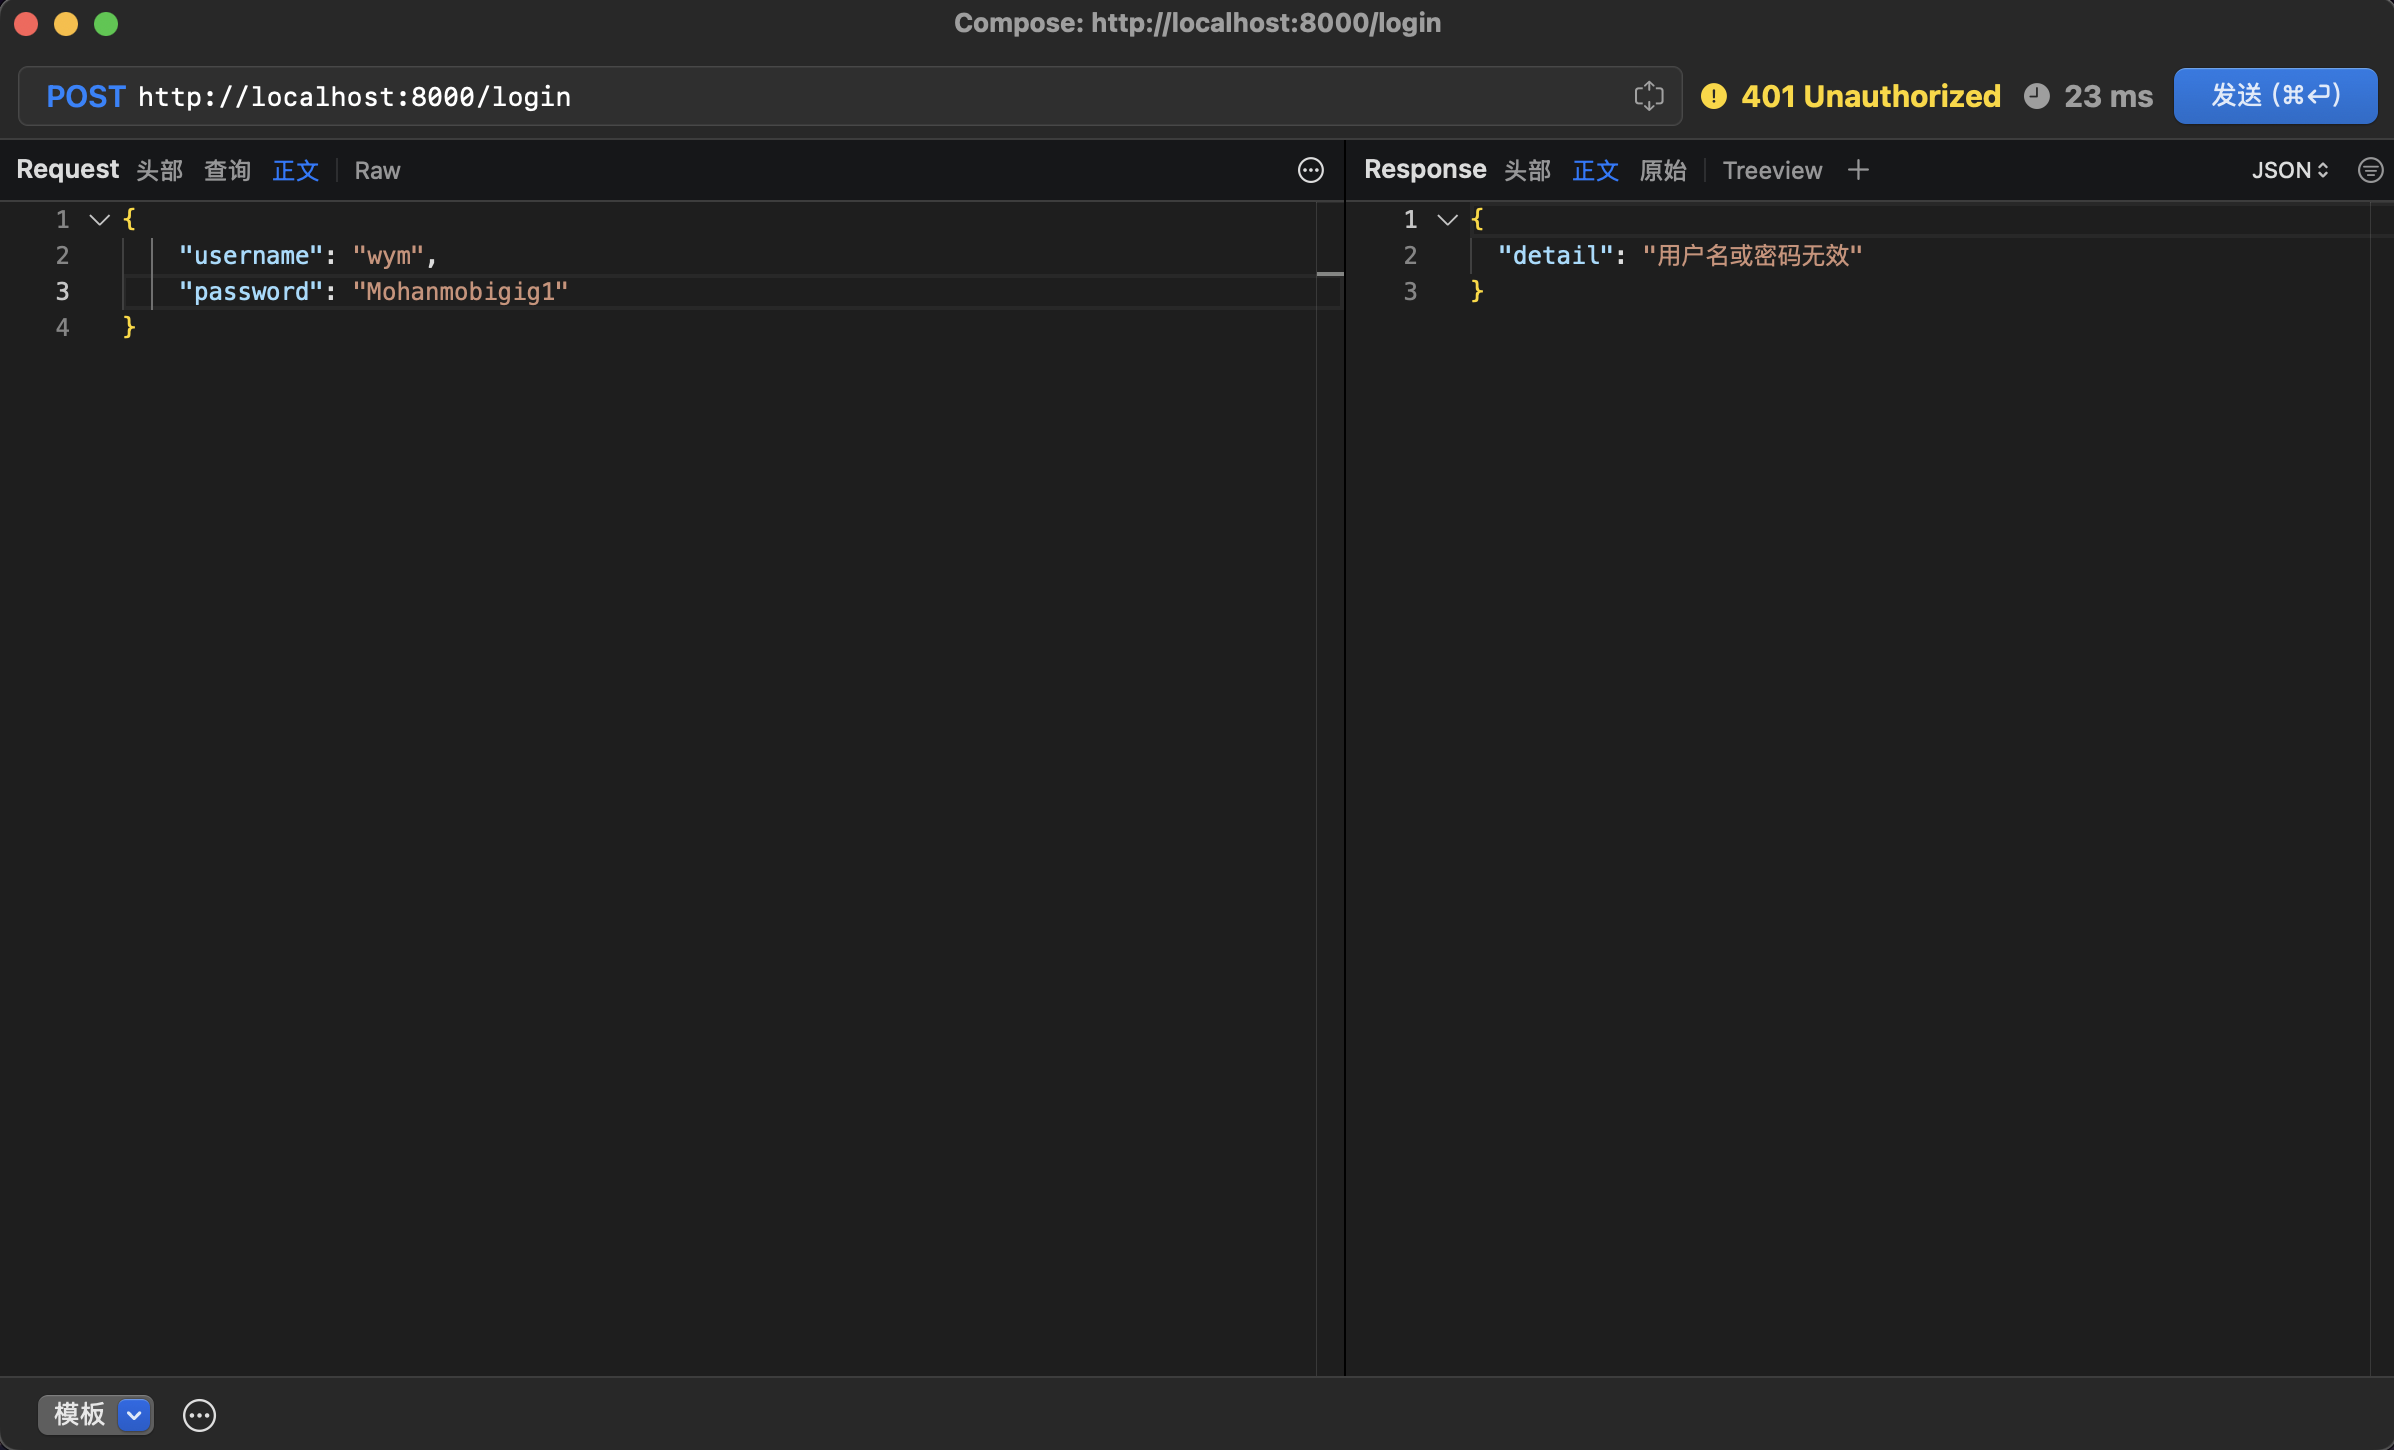 Compose: http://localhost:8000/login
POST http://localhost:8000/login
401 Unauthorized 23 ms 发送 (⌘↩)
Request 头部 查询 正文 Raw
1 {
2 "username": "wym",
3 "password": "Mohanmobigig1"
4 }
Response 头部 正文 原始 Treeview + JSON
1 {
2 "detail": "用户名或密码无效"
3 }
模板